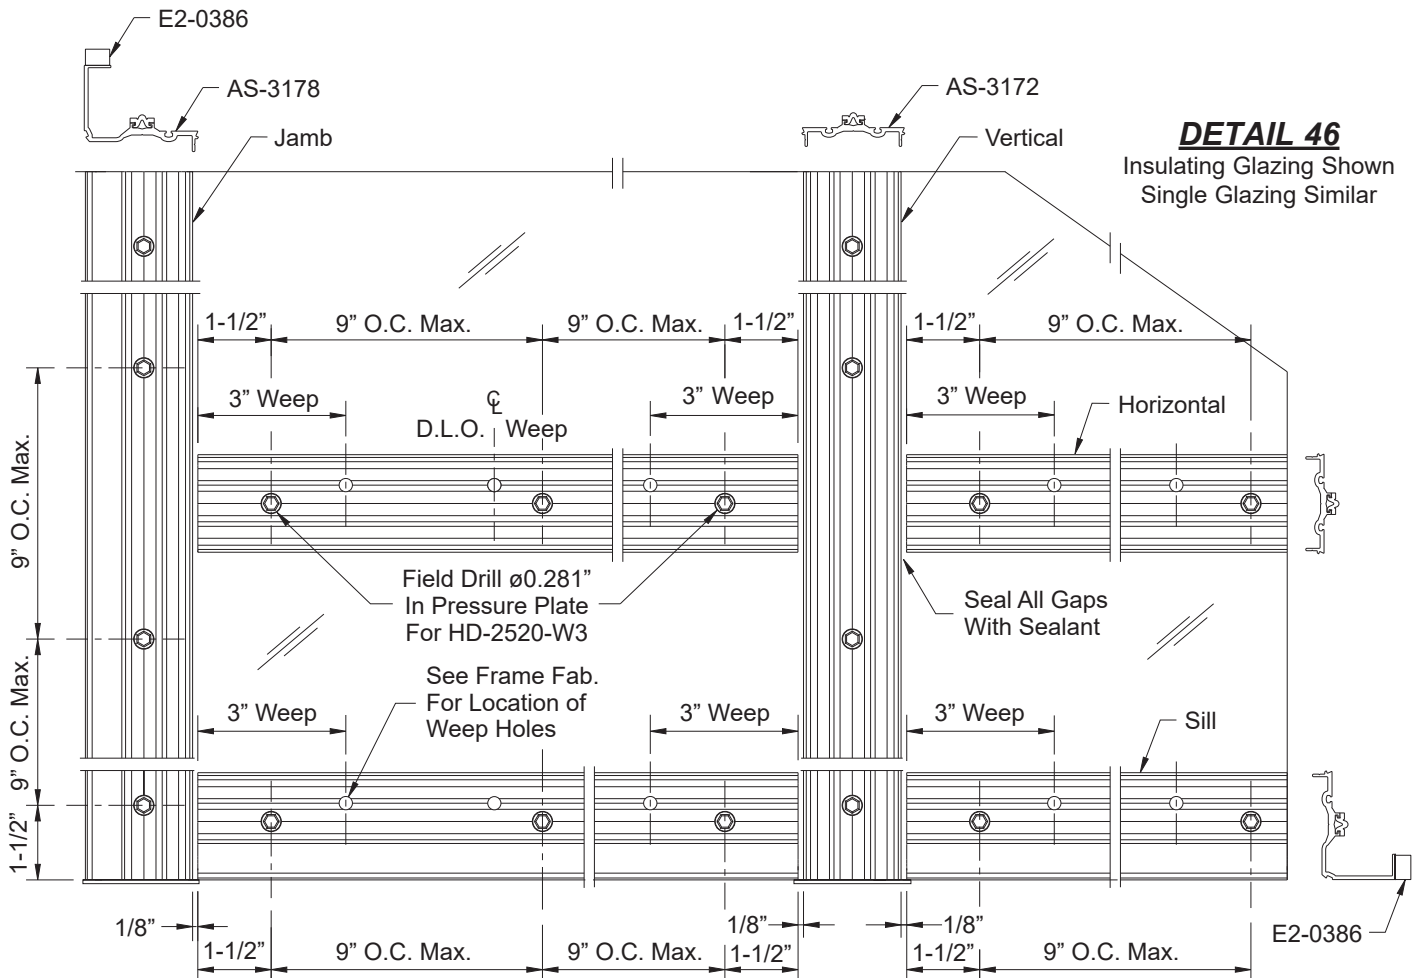 E2-0386
AS-3178
AS-3172
Jamb
Vertical
DETAIL 46
Insulating Glazing Shown
Single Glazing Similar
1-1/2”
9” O.C. Max.
9” O.C. Max.
1-1/2”
1-1/2”
9” O.C. Max.
3” Weep
℄
D.L.O. Weep
3” Weep
3” Weep
Horizontal
9” O.C. Max.
Field Drill ø0.281”
In Pressure Plate
For HD-2520-W3
Seal All Gaps
With Sealant
See Frame Fab.
For Location of
Weep Holes
3” Weep
3” Weep
3” Weep
Sill
9” O.C. Max.
1-1/2”
1/8”
1/8”
1/8”
E2-0386
1-1/2”
9” O.C. Max.
9” O.C. Max.
1-1/2”
1-1/2”
9” O.C. Max.